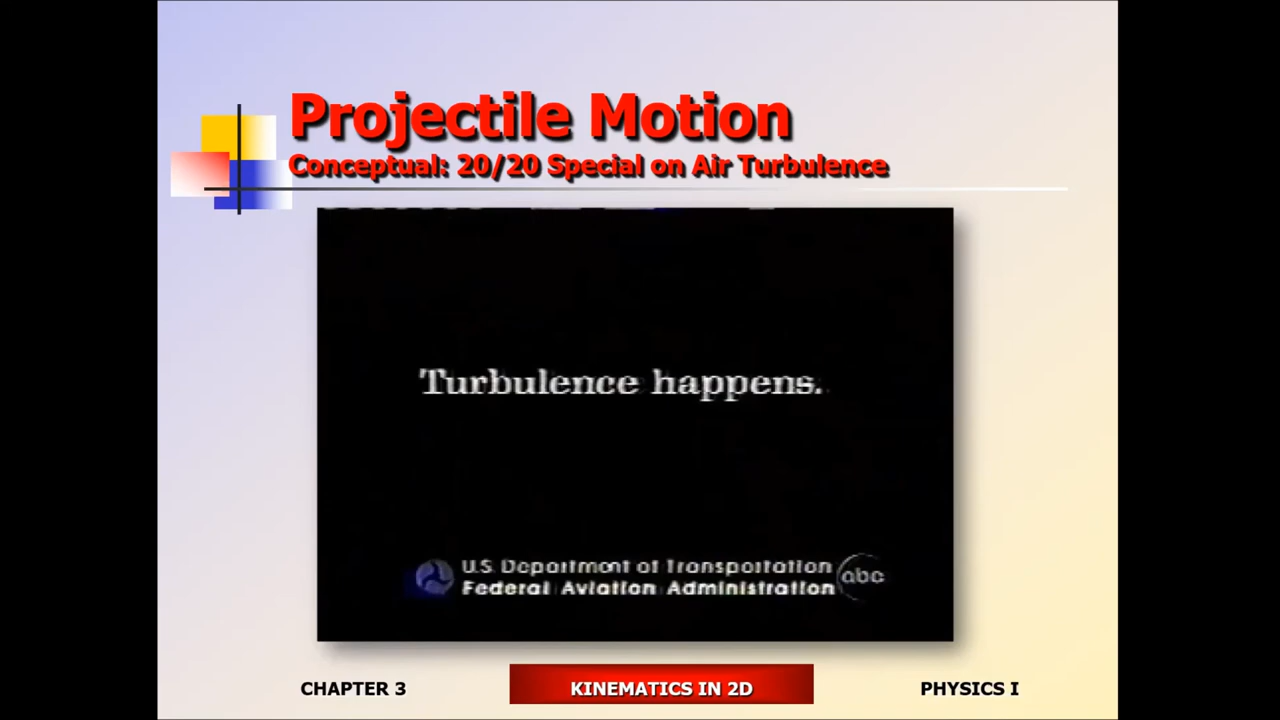 Projectile Motion
Conceptual: 20/20 Special on Air Turbulence
Turbulence happens.
U.S. Department of Transportation
Federal Aviation Administration
abc
CHAPTER 3
KINEMATICS IN 2D
PHYSICS I